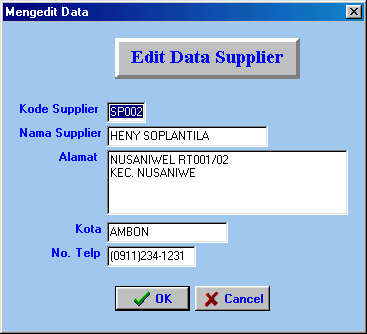 Mengedit Data
Edit Data Supplier
Kode Supplier SP002
Nama Supplier HENY SOPLANTILA
Alamat NUSANIWEL RT001/02
KEC. NUSANIWE
Kota AMBON
No. Telp (0911)234-1231
OK Cancel